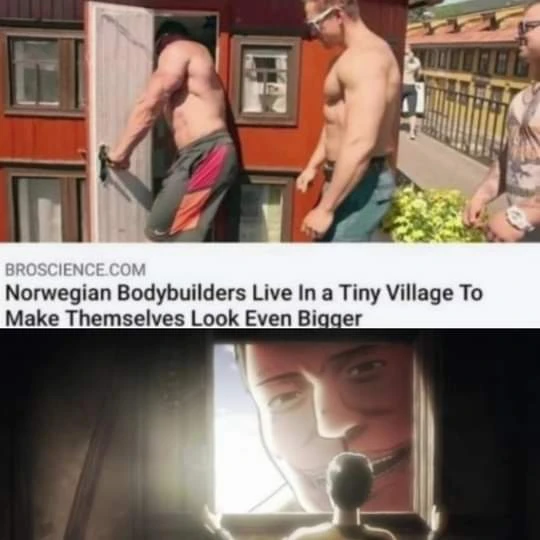 BROSCIENCE.COM
Norwegian Bodybuilders Live In a Tiny Village To
Make Themselves Look Even Bigger